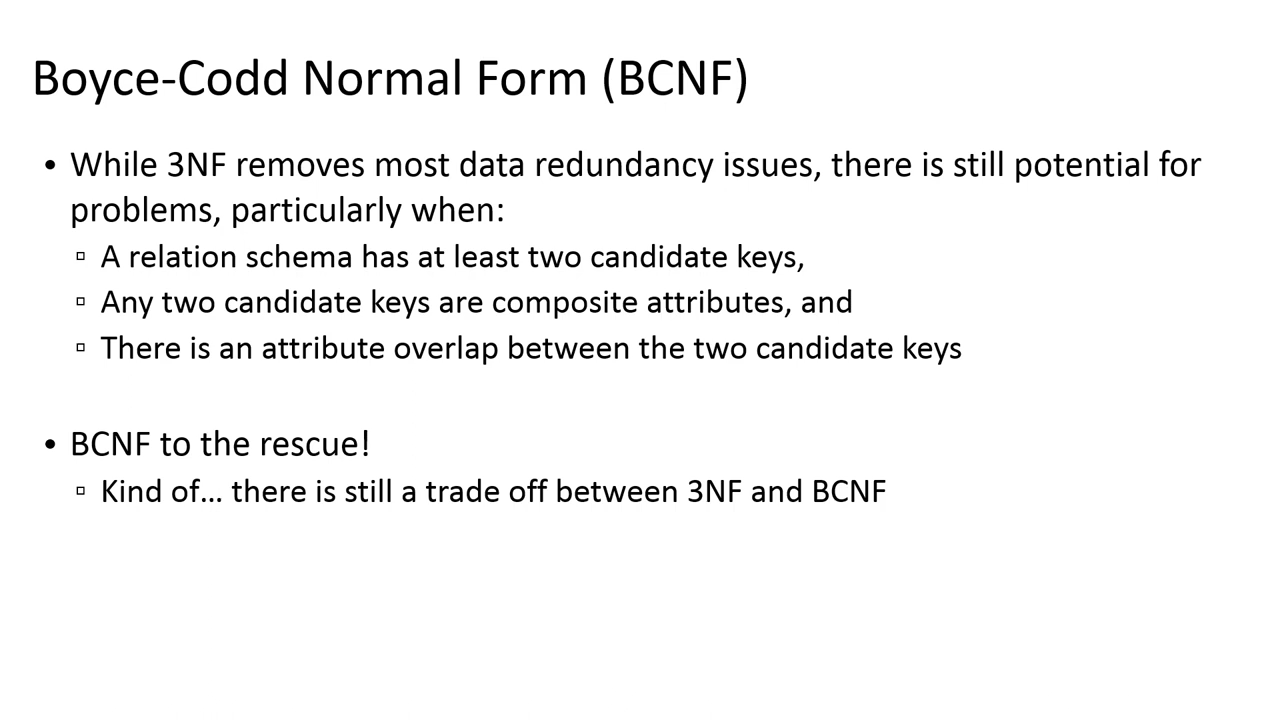 Boyce-Codd Normal Form (BCNF)
• While 3NF removes most data redundancy issues, there is still potential for
problems, particularly when:
▫ A relation schema has at least two candidate keys,
▫ Any two candidate keys are composite attributes, and
▫ There is an attribute overlap between the two candidate keys
• BCNF to the rescue!
▫ Kind of… there is still a trade off between 3NF and BCNF